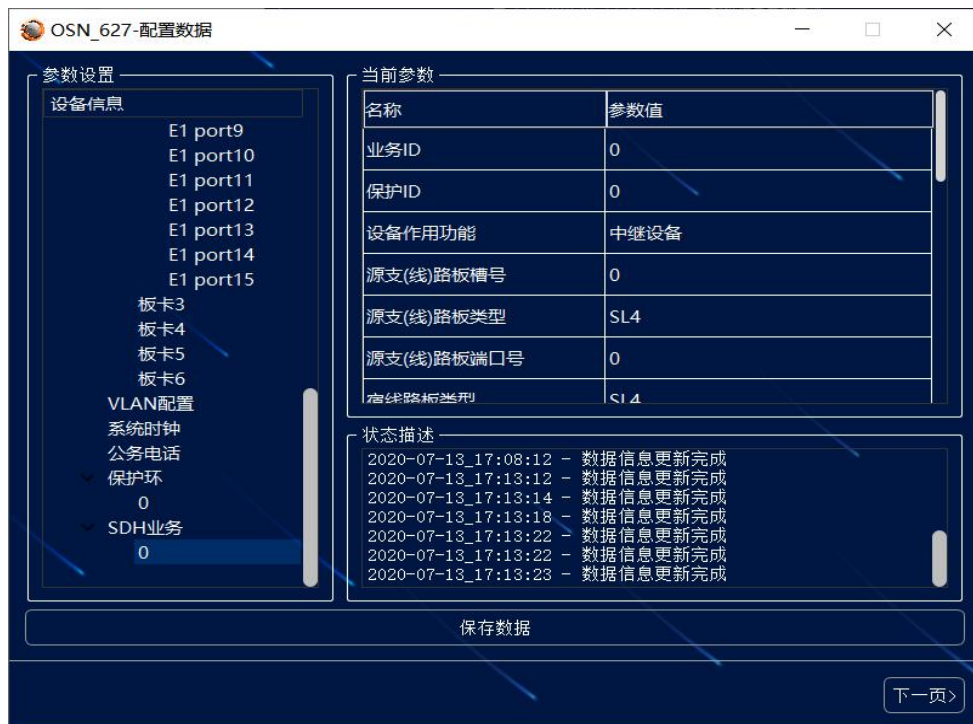 OSN_627-配置数据
参数设置
设备信息
E1 port9
E1 port10
E1 port11
E1 port12
E1 port13
E1 port14
E1 port15
板卡3
板卡4
板卡5
板卡6
VLAN配置
系统时钟
公务电话
保护环
0
SDH业务
0
当前参数
名称 参数值
业务ID 0
保护ID 0
设备作用功能 中继设备
源支(线)路板槽号 0
源支(线)路板类型 SL4
源支(线)路板端口号 0
宿线路板类型 SL4
状态描述
2020-07-13_17:08:12 - 数据信息更新完成
2020-07-13_17:13:12 - 数据信息更新完成
2020-07-13_17:13:14 - 数据信息更新完成
2020-07-13_17:13:18 - 数据信息更新完成
2020-07-13_17:13:22 - 数据信息更新完成
2020-07-13_17:13:22 - 数据信息更新完成
2020-07-13_17:13:23 - 数据信息更新完成
保存数据
下一页>